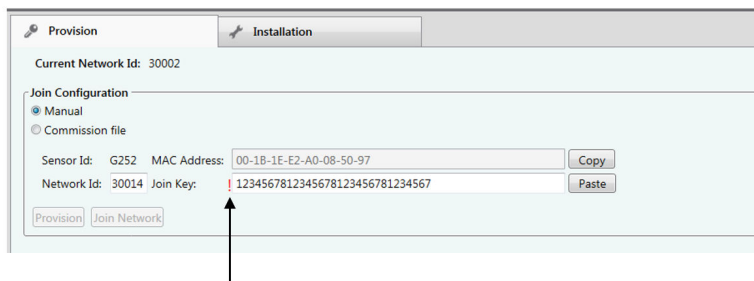 Provision Installation
Current Network Id: 30002
Join Configuration
Manual
Commission file
Sensor Id: G252 MAC Address: 00-1B-1E-E2-A0-08-50-97 Copy
Network Id: 30014 Join Key: ! 1234567812345678123456781234567 Paste
Provision Join Network